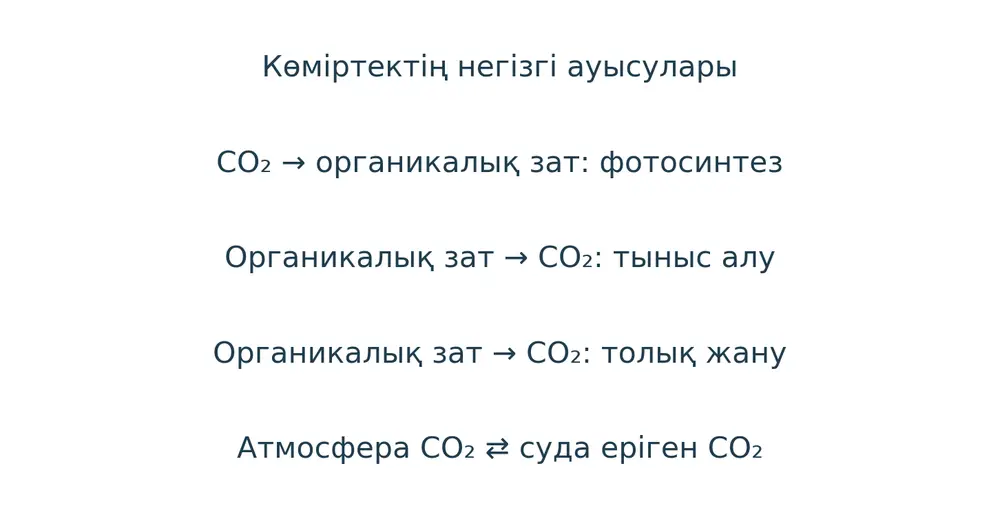 Көміртектің негізгі ауысулары
CO₂ → органикалық зат: фотосинтез
Органикалық зат → CO₂: тыныс алу
Органикалық зат → CO₂: толық жану
Атмосфера CO₂ ⇄ суда еріген CO₂